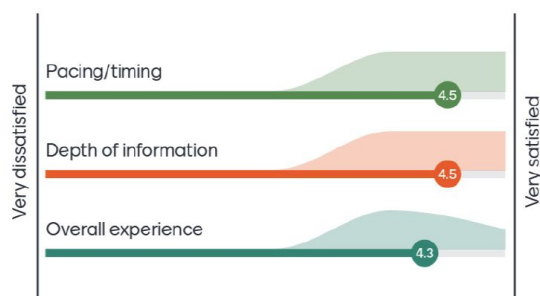 Very dissatisfied
Pacing/timing
4.5
Depth of information
4.5
Overall experience
4.3
Very satisfied